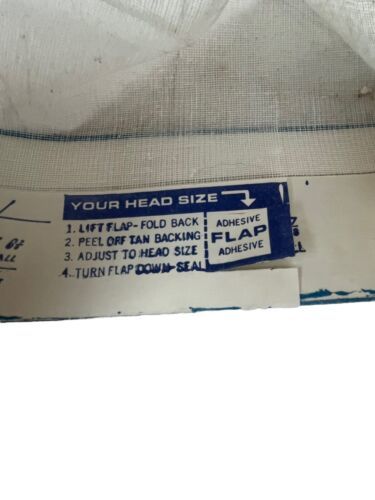 YOUR HEAD SIZE
1. LIFT FLAP - FOLD BACK
2. PEEL OFF TAN BACKING
3. ADJUST TO HEAD SIZE
4. TURN FLAP DOWN - SEAL
ADHESIVE
FLAP
ADHESIVE